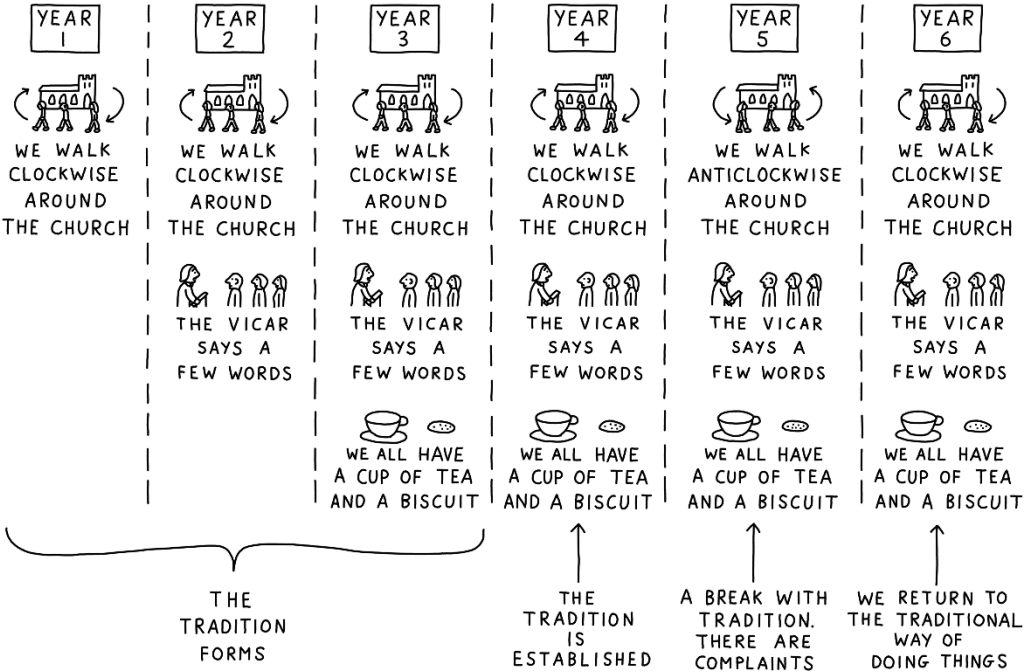 YEAR
1
WE WALK
CLOCKWISE
AROUND
THE CHURCH
YEAR
2
WE WALK
CLOCKWISE
AROUND
THE CHURCH
THE VICAR
SAYS A
FEW WORDS
YEAR
3
WE WALK
CLOCKWISE
AROUND
THE CHURCH
THE VICAR
SAYS A
FEW WORDS
WE ALL HAVE
A CUP OF TEA
AND A BISCUIT
YEAR
4
WE WALK
CLOCKWISE
AROUND
THE CHURCH
THE VICAR
SAYS A
FEW WORDS
WE ALL HAVE
A CUP OF TEA
AND A BISCUIT
YEAR
5
WE WALK
ANTICLOCKWISE
AROUND
THE CHURCH
THE VICAR
SAYS A
FEW WORDS
WE ALL HAVE
A CUP OF TEA
AND A BISCUIT
YEAR
6
WE WALK
CLOCKWISE
AROUND
THE CHURCH
THE VICAR
SAYS A
FEW WORDS
WE ALL HAVE
A CUP OF TEA
AND A BISCUIT
THE
TRADITION
FORMS
THE
TRADITION
IS
ESTABLISHED
A BREAK WITH
TRADITION.
THERE ARE
COMPLAINTS
WE RETURN TO
THE TRADITIONAL
WAY OF
DOING THINGS